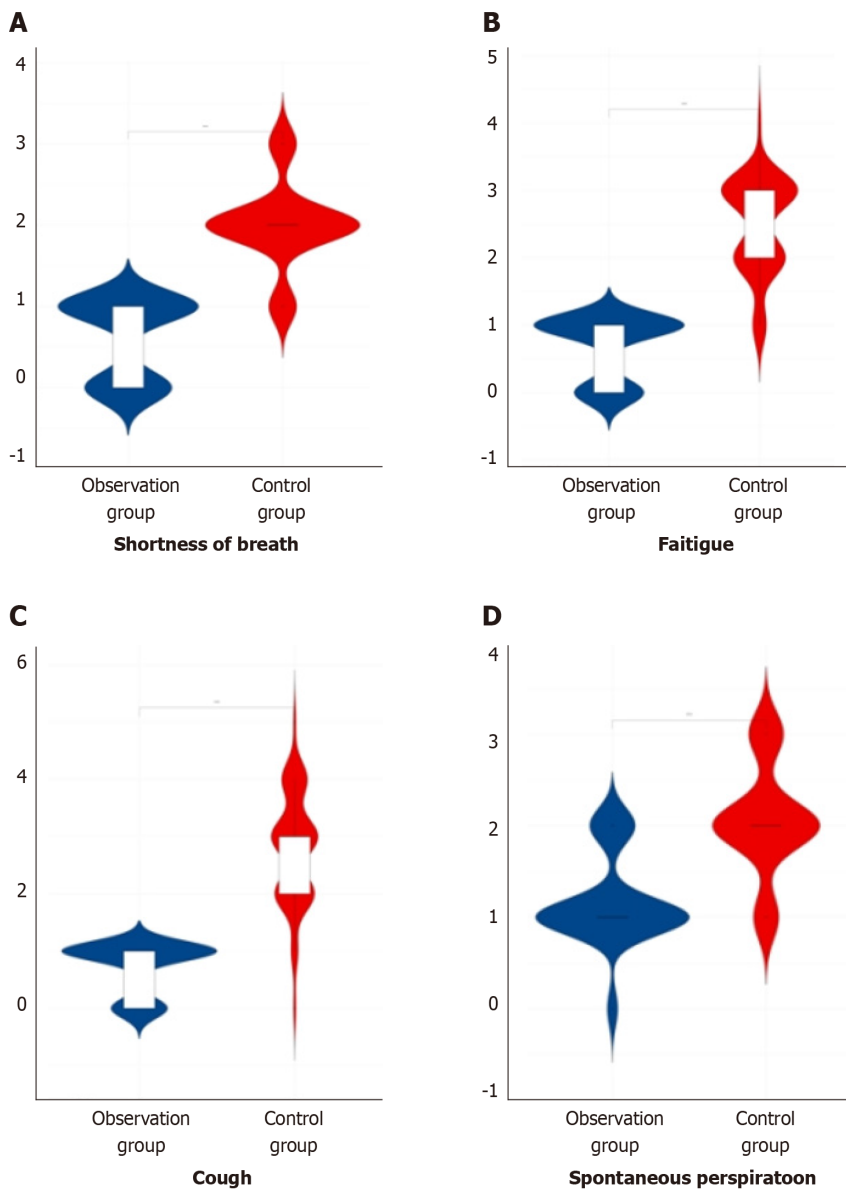 A
4
3
2
1
0
-1
Observation group
Control group
Shortness of breath
B
5
4
3
2
1
0
-1
Observation group
Control group
Faitigue
C
6
4
2
0
Observation group
Control group
Cough
D
4
3
2
1
0
-1
Observation group
Control group
Spontaneous perspiratoon